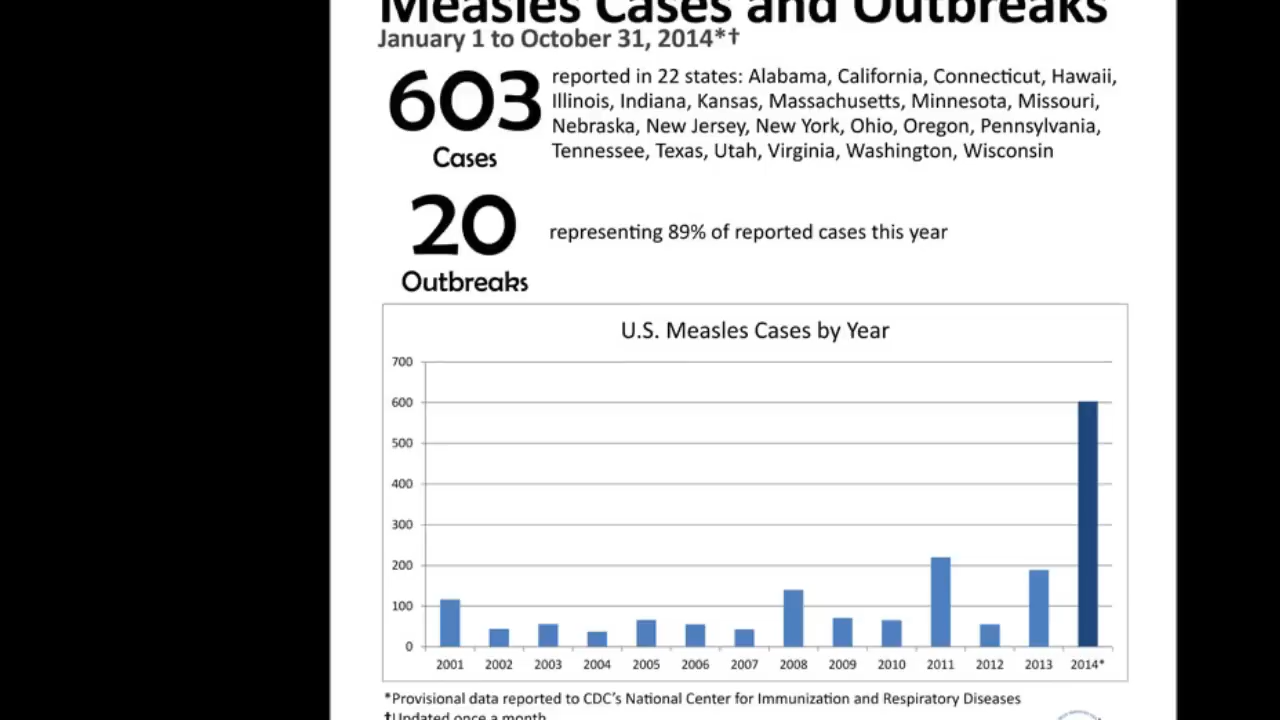 Measles Cases and Outbreaks
January 1 to October 31, 2014*†
603
Cases
reported in 22 states: Alabama, California, Connecticut, Hawaii,
Illinois, Indiana, Kansas, Massachusetts, Minnesota, Missouri,
Nebraska, New Jersey, New York, Ohio, Oregon, Pennsylvania,
Tennessee, Texas, Utah, Virginia, Washington, Wisconsin
20
Outbreaks
representing 89% of reported cases this year
U.S. Measles Cases by Year
700
600
500
400
300
200
100
0
2001 2002 2003 2004 2005 2006 2007 2008 2009 2010 2011 2012 2013 2014*
*Provisional data reported to CDC's National Center for Immunization and Respiratory Diseases
†Updated once a month